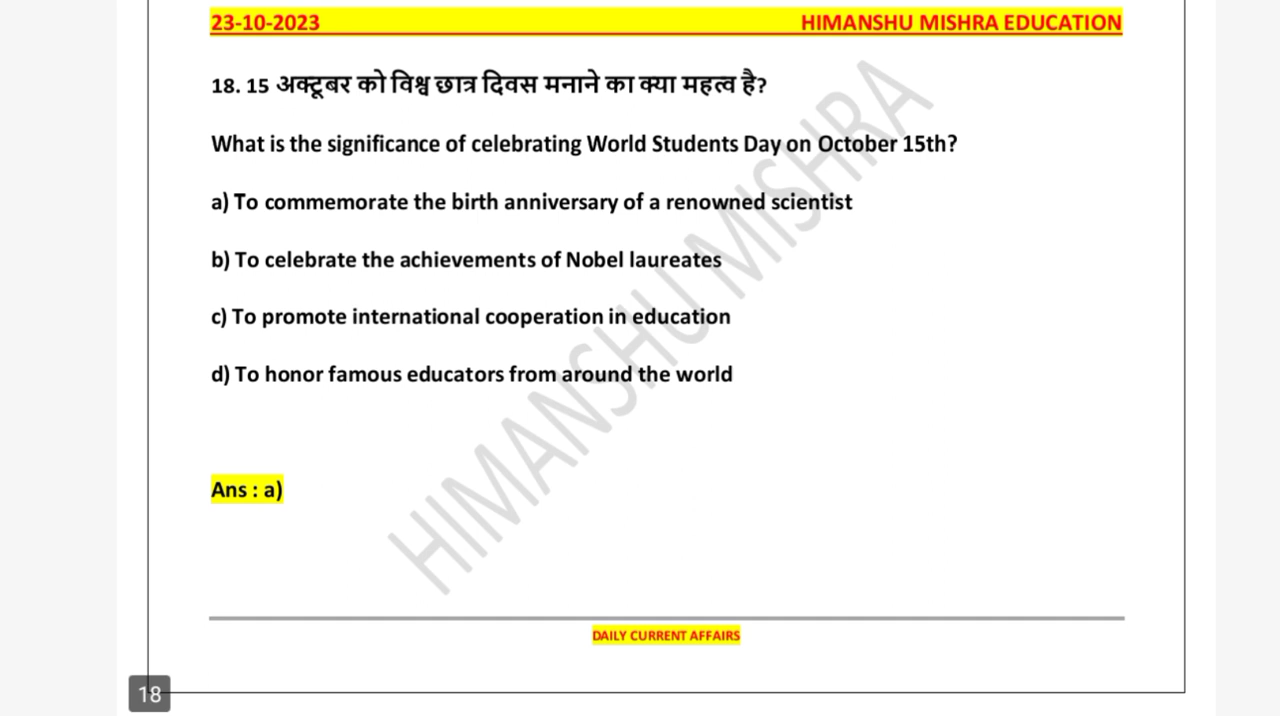 23-10-2023 HIMANSHU MISHRA EDUCATION
18. 15 अक्टूबर को विश्व छात्र दिवस मनाने का क्या महत्व है?
What is the significance of celebrating World Students Day on October 15th?
a) To commemorate the birth anniversary of a renowned scientist
b) To celebrate the achievements of Nobel laureates
c) To promote international cooperation in education
d) To honor famous educators from around the world
HIMANSHU MISHRA
Ans : a)
DAILY CURRENT AFFAIRS
18